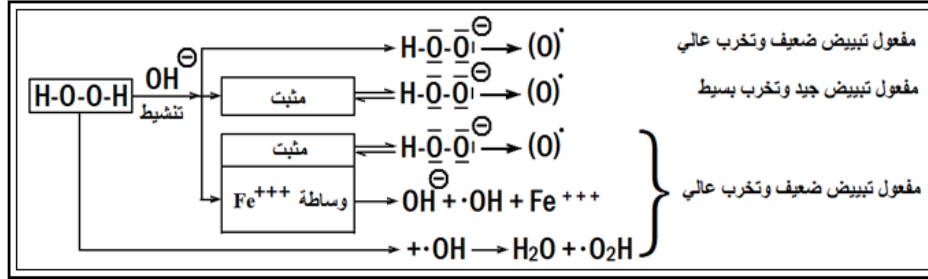 H-O-Ō-Ō|⊖ → (O)• مفعول تبييض ضعيف وتخرب عالي
H-O-O-H OH⊖ تنشيط
مثبت ⇌ H-Ō-Ō|⊖ → (O)• مفعول تبييض جيد وتخرب بسيط
مثبت ⇌ H-Ō-Ō|⊖ → (O)•
وساطة Fe+++ → OH⊖ + ·OH + Fe+++ مفعول تبييض ضعيف وتخرب عالي
+·OH → H₂O + ·O₂H